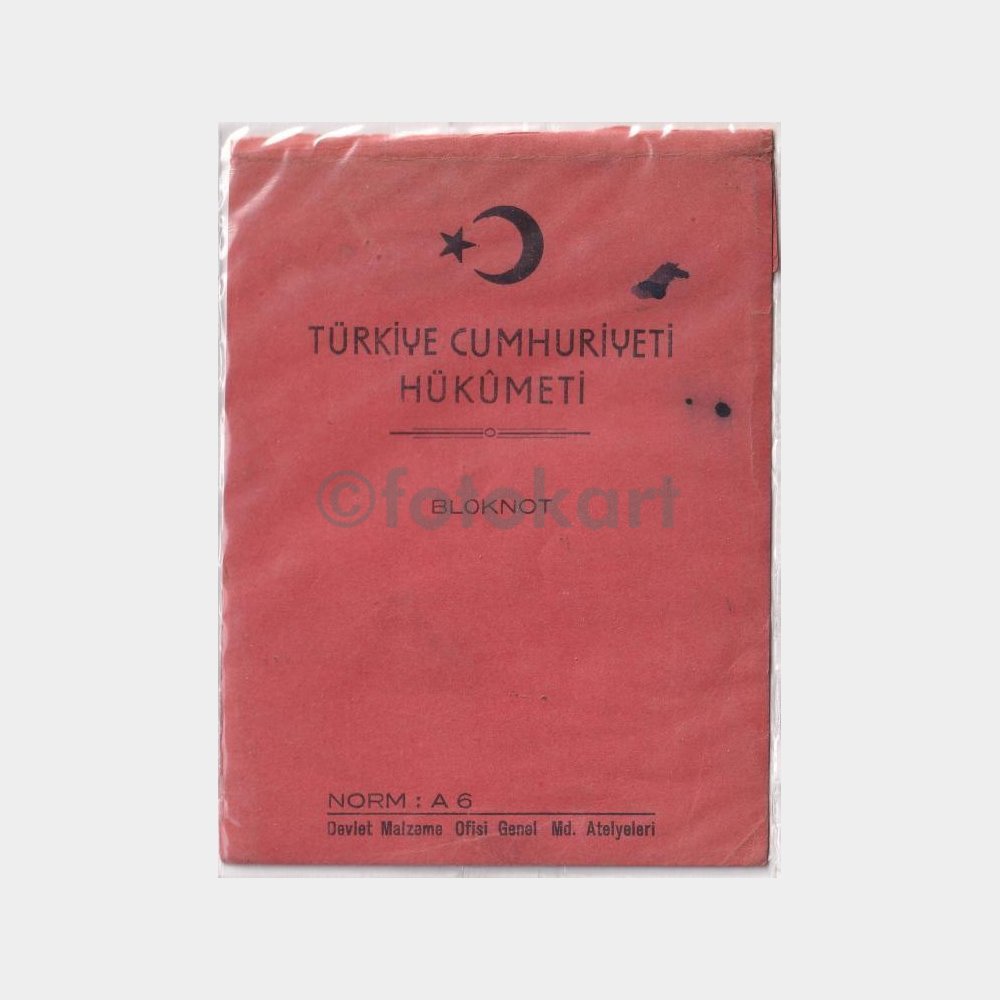 TÜRKİYE CUMHURİYETİ
HÜKÛMETİ
©fotokart
BLOKNOT
NORM : A 6
Devlet Malzeme Ofisi Genel Md. Atelyeleri